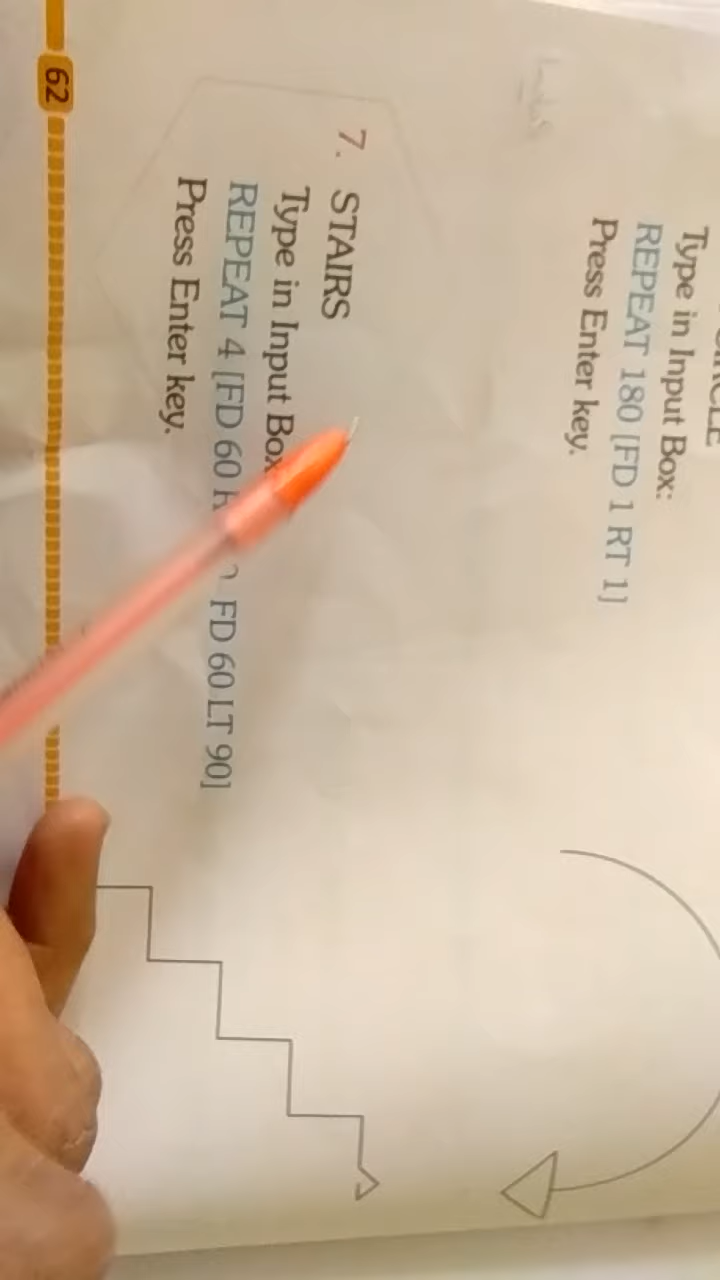 Type in Input Box:
REPEAT 180 [FD 1 RT 1]
Press Enter key.
7. STAIRS
Type in Input Box
REPEAT 4 [FD 60 FD 60 LT 90]
Press Enter key.
62